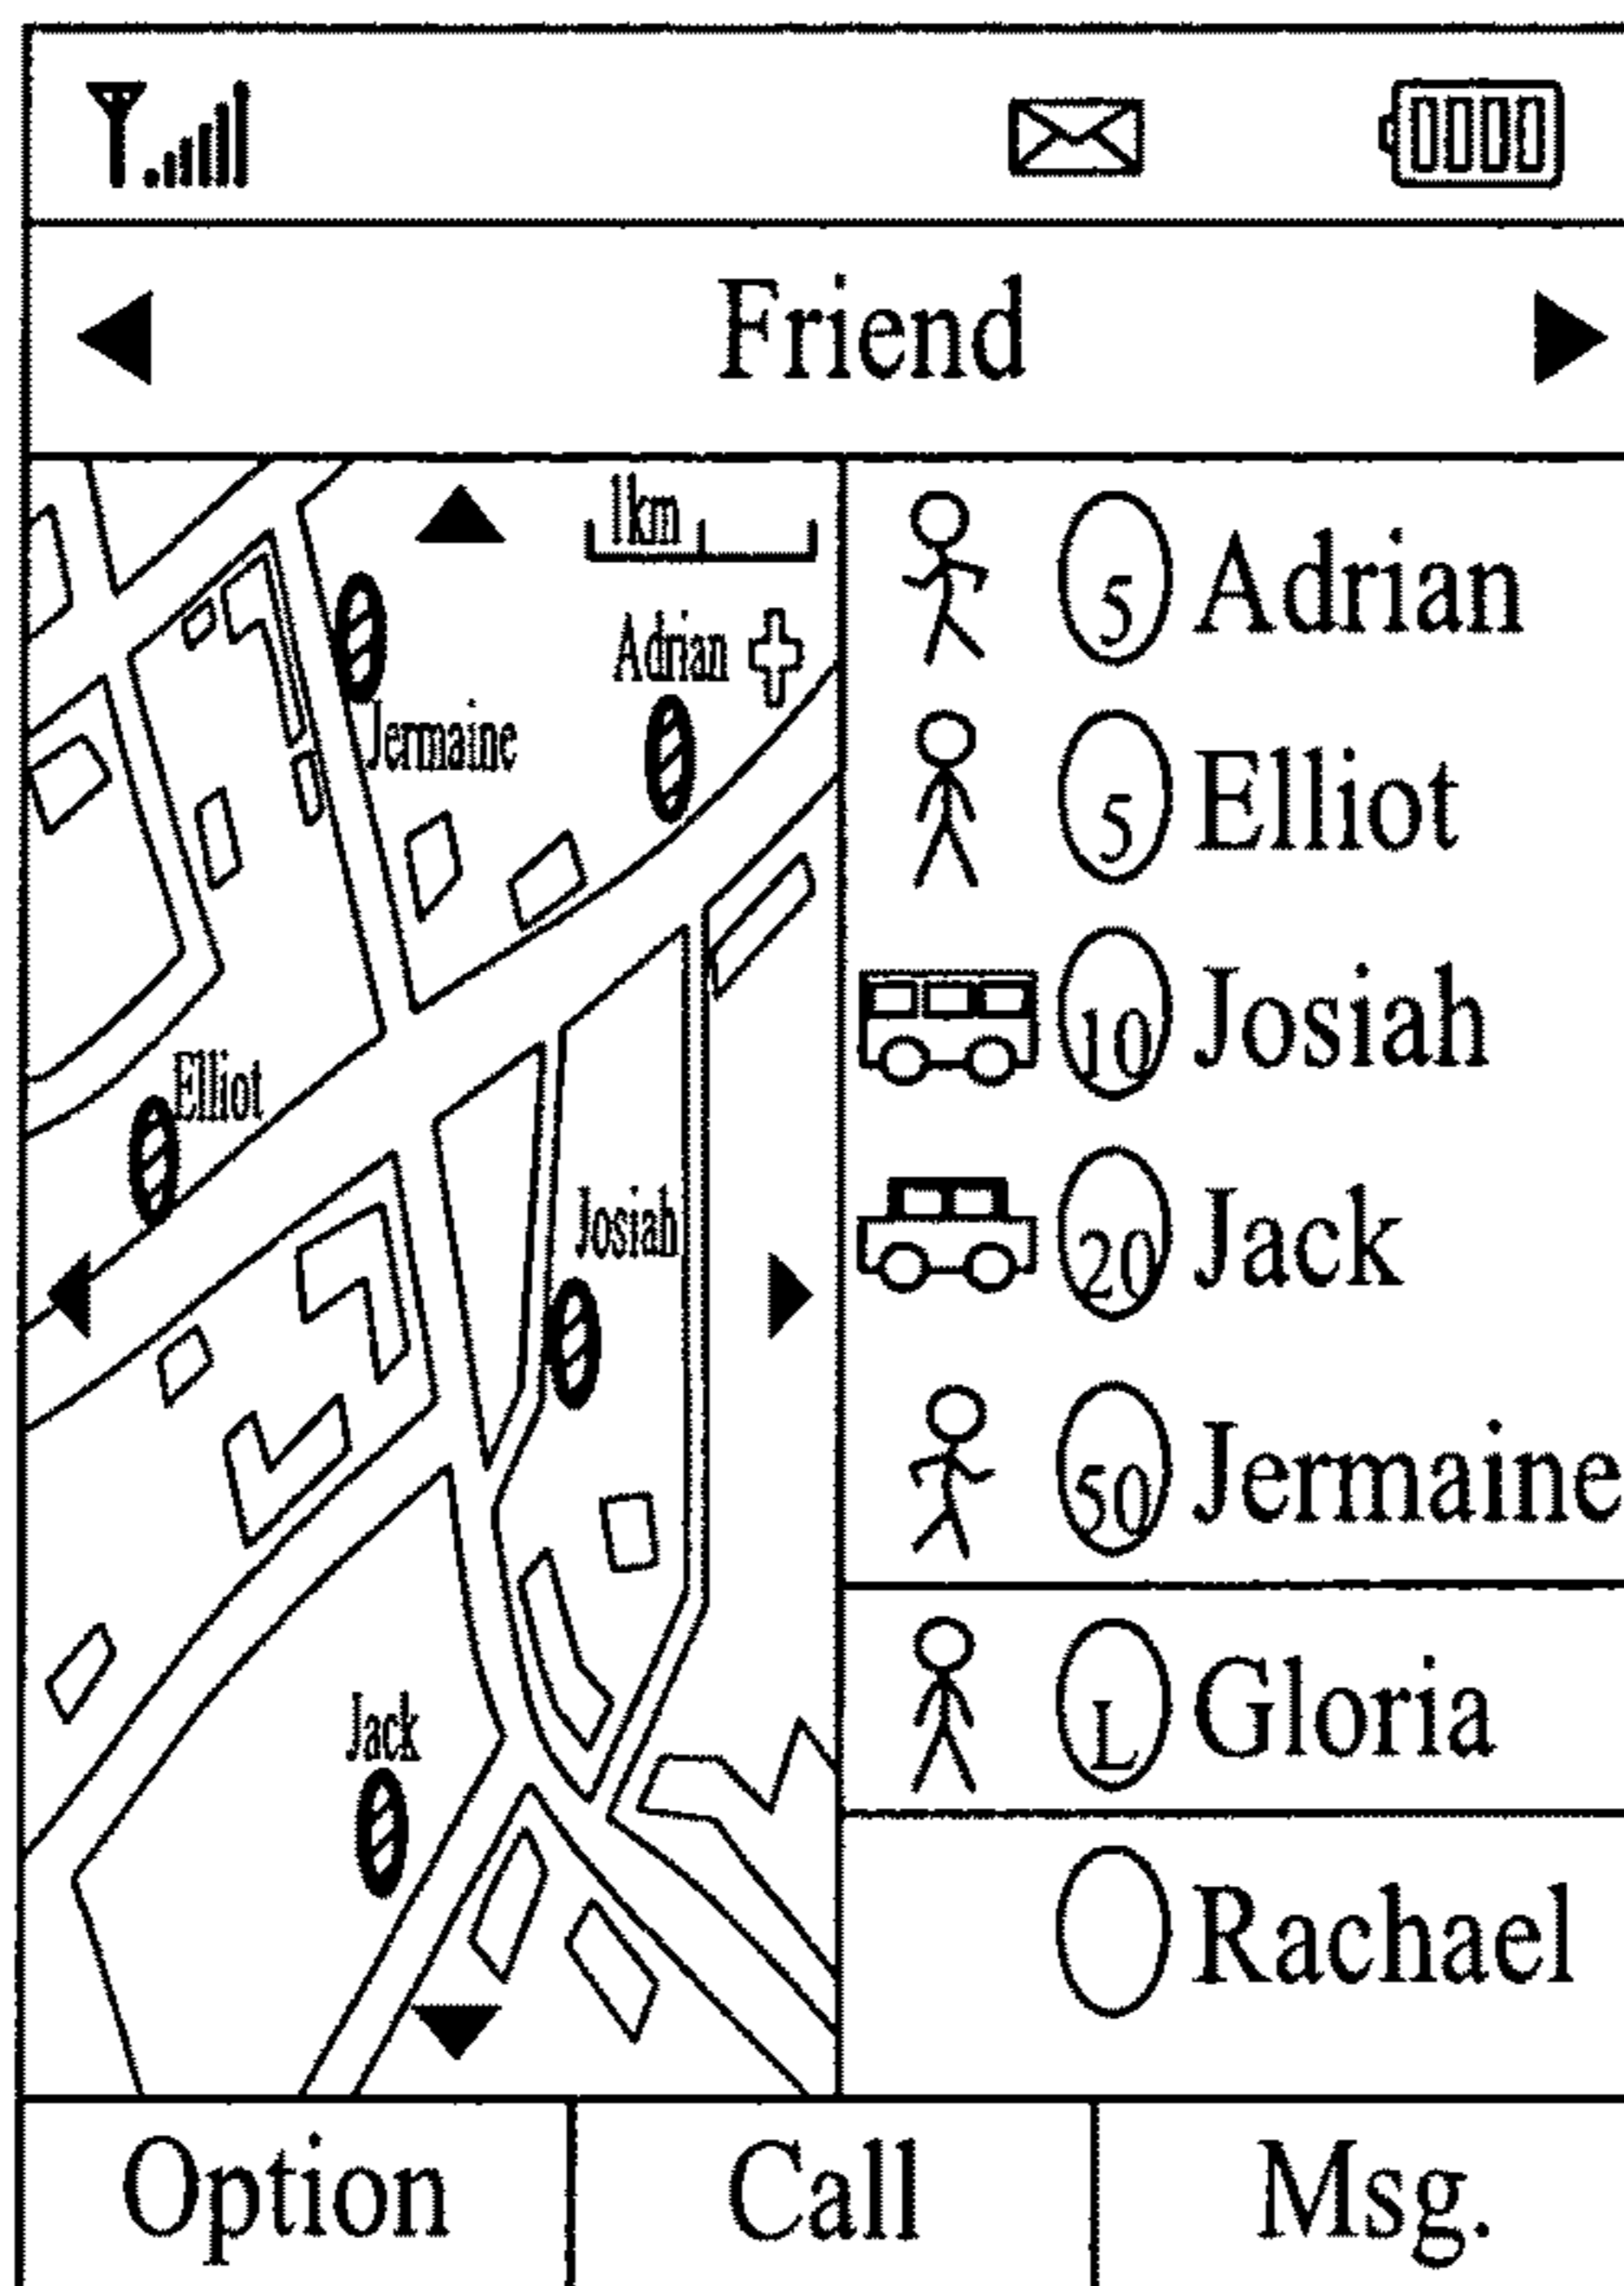 Friend
1km
Adrian
Jermaine
Elliot
Josiah
Jack
5 Adrian
5 Elliot
10 Josiah
20 Jack
50 Jermaine
L Gloria
Rachael
Option Call Msg.